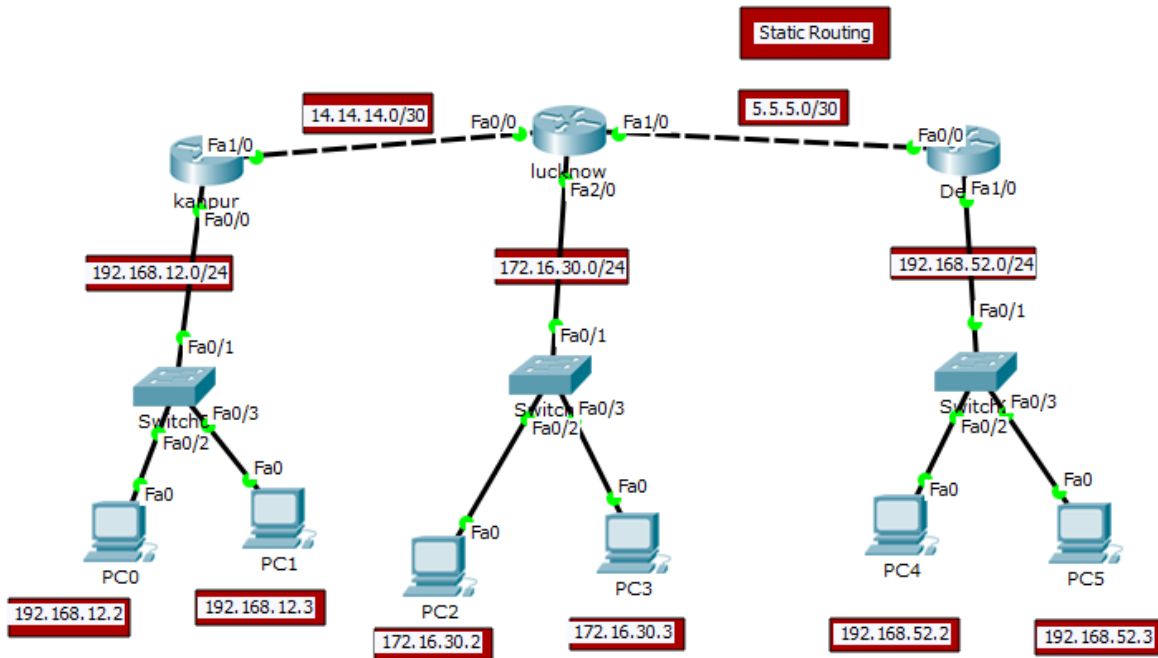 Static Routing
14.14.14.0/30
5.5.5.0/30
Fa0/0
Fa1/0
Fa0/0
Fa1/0
lucknow
kanpur
Fa2/0
De
Fa1/0
Fa0/0
192.168.12.0/24
172.16.30.0/24
192.168.52.0/24
Fa0/1
Fa0/1
Fa0/1
Switch
Fa0/3
Fa0/2
Switch
Fa0/3
Fa0/2
Switch
Fa0/3
Fa0/2
Fa0
Fa0
Fa0
Fa0
Fa0
Fa0
PC0
PC1
PC2
PC3
PC4
PC5
192.168.12.2
192.168.12.3
172.16.30.2
172.16.30.3
192.168.52.2
192.168.52.3